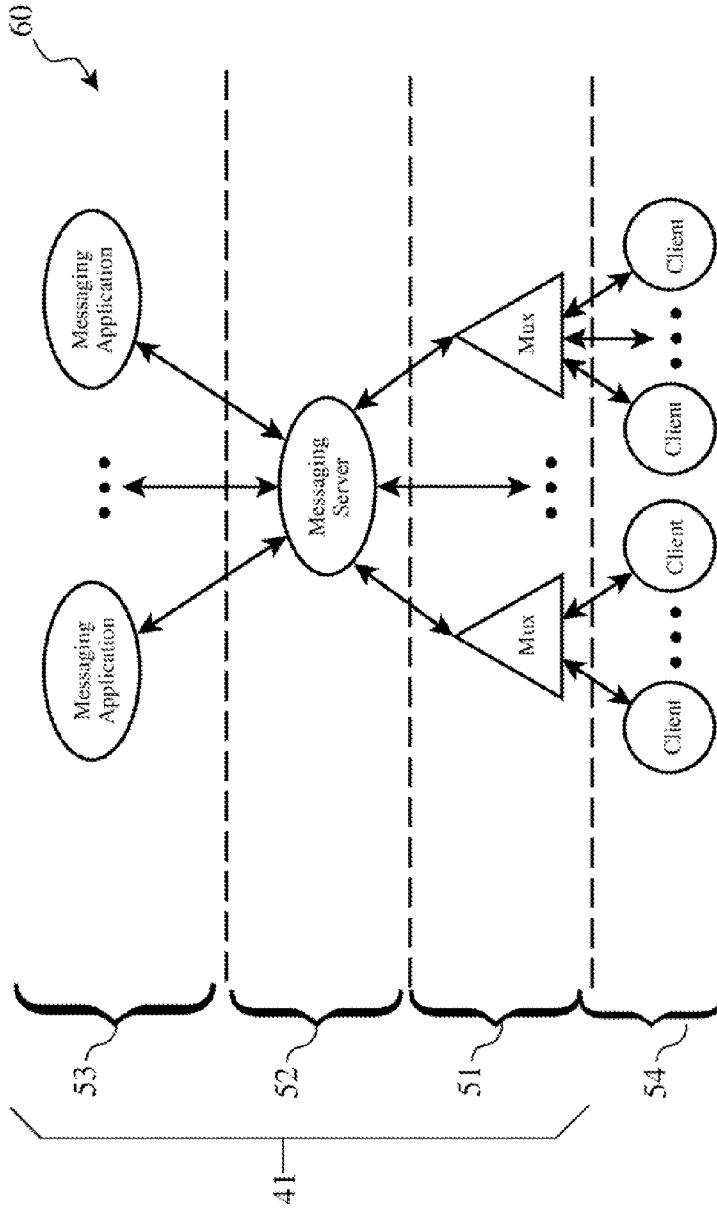 60
53
Messaging
Application
Messaging
Application
41
52
Messaging
Server
51
Mux
Mux
54
Client
Client
Client
Client